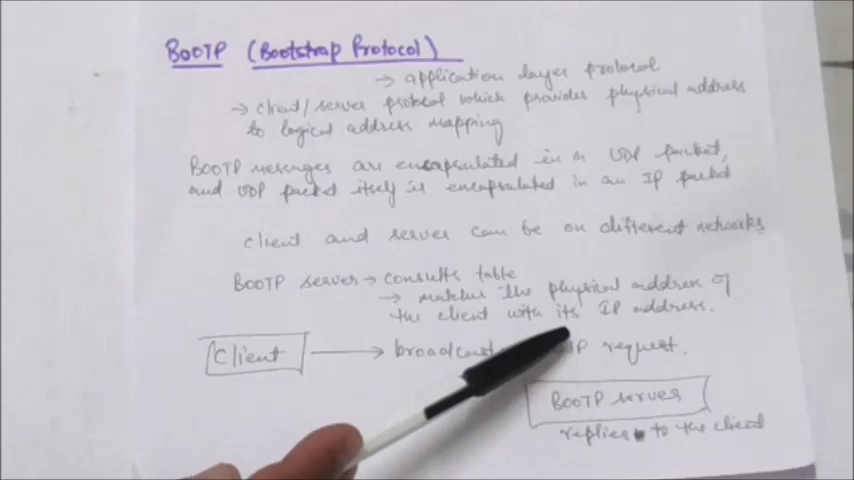 BOOTP (Bootstrap Protocol)
→ application layer protocol
→ client/server protocol which provides physical address
to logical address mapping
BOOTP messages are encapsulated in a UDP packet,
and UDP packet itself is encapsulated in an IP packet
client and server can be on different networks
BOOTP server → consults table
→ matches the physical address of
the client with its IP address.
Client → broadcast request.
BOOTP server
replies to the client